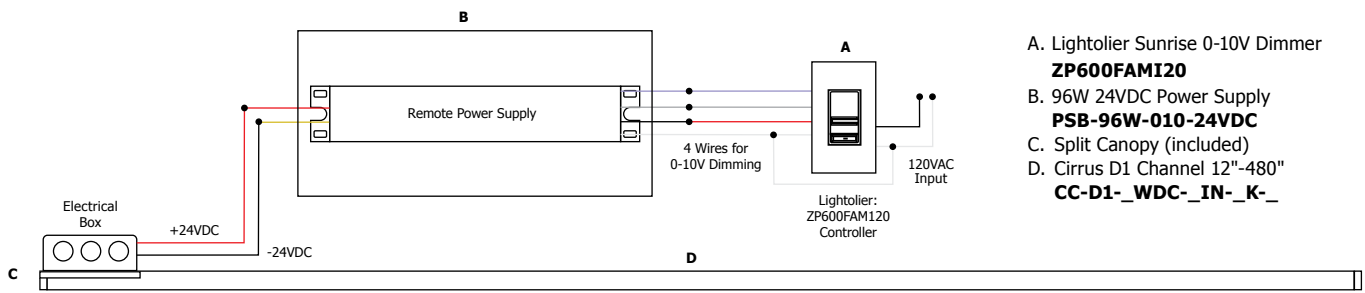 B
A
Remote Power Supply
4 Wires for
0-10V Dimming
120VAC
Input
Lightolier:
ZP600FAM120
Controller
Electrical
Box
+24VDC
-24VDC
C
D
A. Lightolier Sunrise 0-10V Dimmer
ZP600FAMI20
B. 96W 24VDC Power Supply
PSB-96W-010-24VDC
C. Split Canopy (included)
D. Cirrus D1 Channel 12"-480"
CC-D1-_WDC-_IN-_K-_